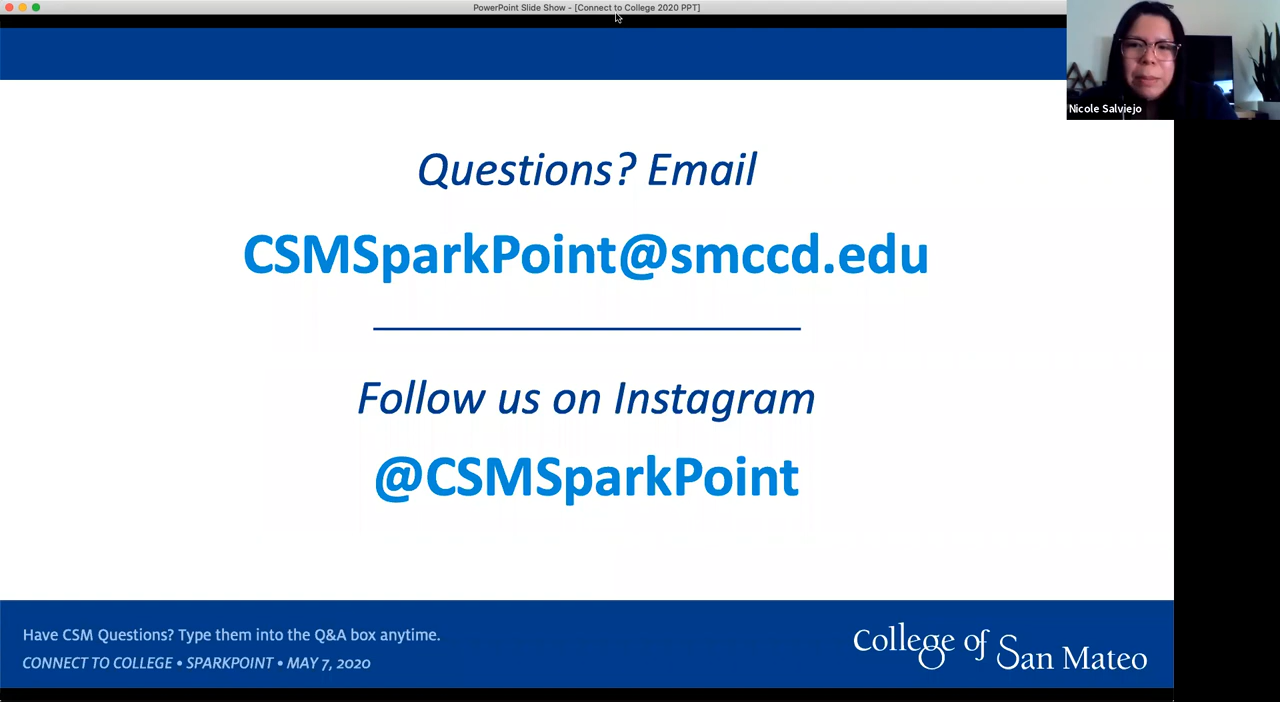 PowerPoint Slide Show - [Connect to College 2020 PPT]
Nicole Salviejo
Questions? Email
CSMSparkPoint@smccd.edu
Follow us on Instagram
@CSMSparkPoint
Have CSM Questions? Type them into the Q&A box anytime.
CONNECT TO COLLEGE • SPARKPOINT • MAY 7, 2020
College of
San Mateo